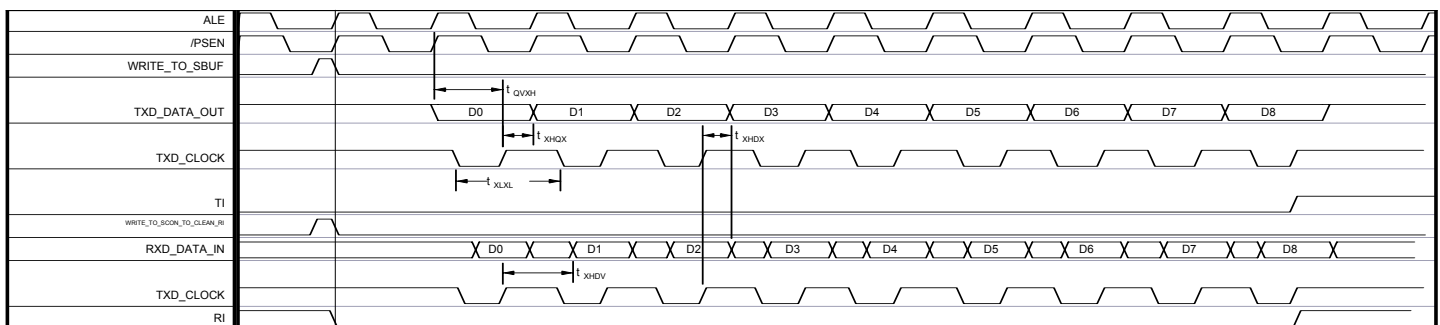 ALE
/PSEN
WRITE_TO_SBUF
t QVXH
TXD_DATA_OUT D0 D1 D2 D3 D4 D5 D6 D7 D8
t XHQX t XHDX
TXD_CLOCK
t XLXL
TI
WRITE_TO_SCON_TO_CLEAN_RI
RXD_DATA_IN D0 D1 D2 D3 D4 D5 D6 D7 D8
t XHDV
TXD_CLOCK
RI